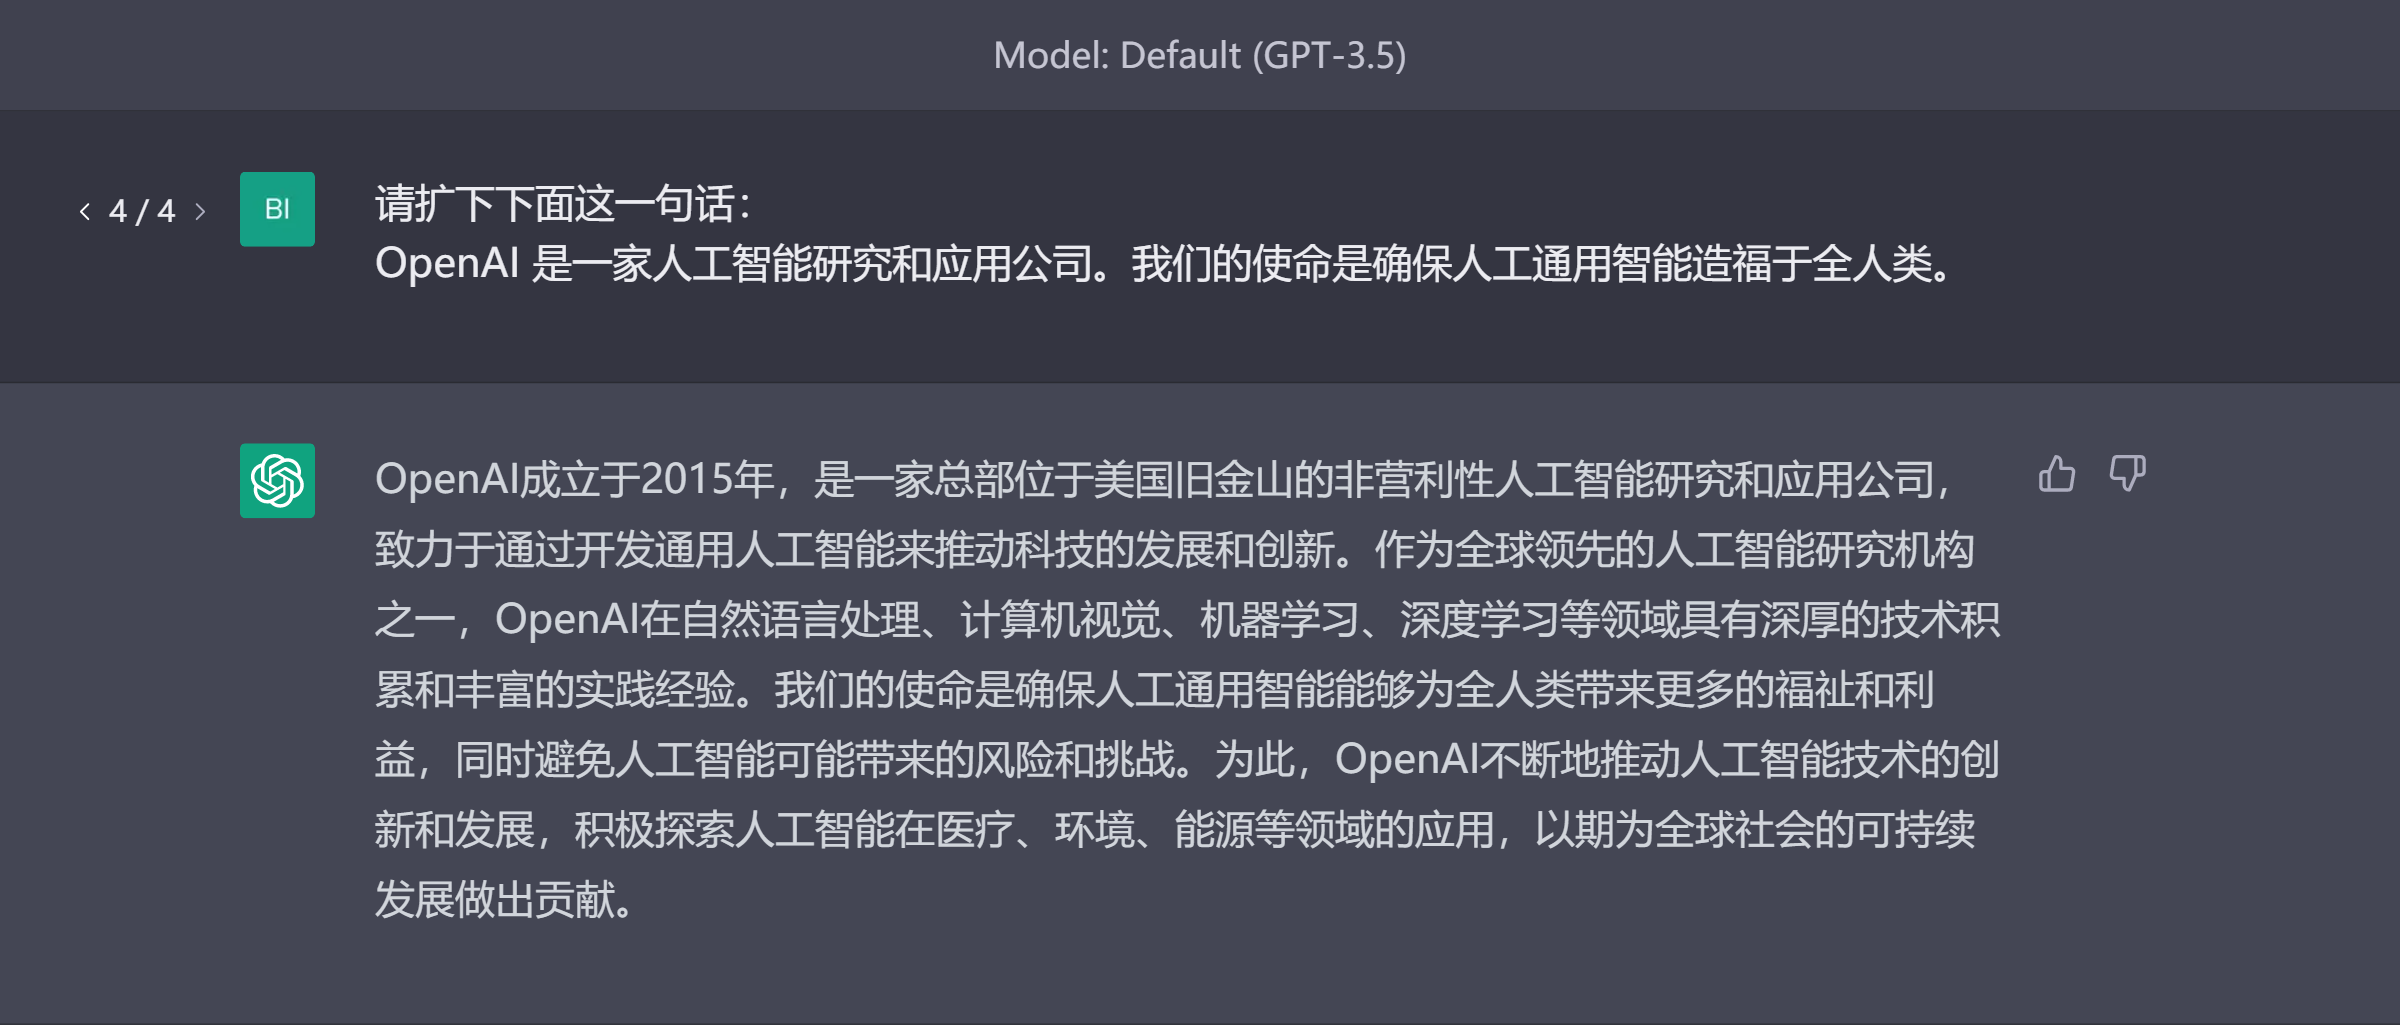 Model: Default (GPT-3.5)
< 4 / 4 >
BI
请扩下下面这一句话：
OpenAI 是一家人工智能研究和应用公司。我们的使命是确保人工通用智能造福于全人类。
OpenAI成立于2015年，是一家总部位于美国旧金山的非营利性人工智能研究和应用公司，
致力于通过开发通用人工智能来推动科技的发展和创新。作为全球领先的人工智能研究机构
之一，OpenAI在自然语言处理、计算机视觉、机器学习、深度学习等领域具有深厚的技术积
累和丰富的实践经验。我们的使命是确保人工通用智能能够为全人类带来更多的福祉和利
益，同时避免人工智能可能带来的风险和挑战。为此，OpenAI不断地推动人工智能技术的创
新和发展，积极探索人工智能在医疗、环境、能源等领域的应用，以期为全球社会的可持续
发展做出贡献。